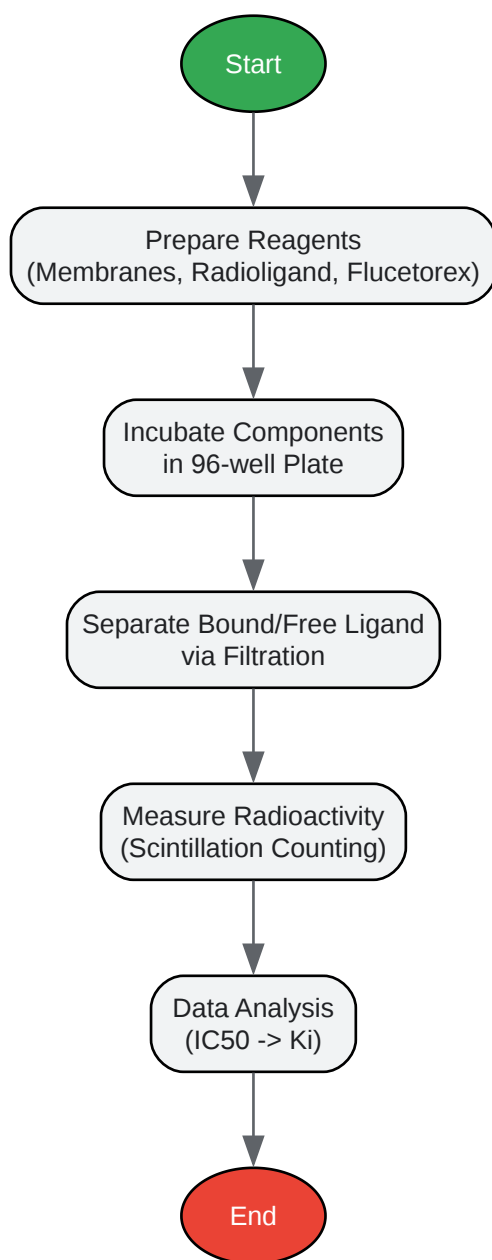 Start
Prepare Reagents
(Membranes, Radioligand, Flucetorex)
Incubate Components
in 96-well Plate
Separate Bound/Free Ligand
via Filtration
Measure Radioactivity
(Scintillation Counting)
Data Analysis
(IC50 -> Ki)
End